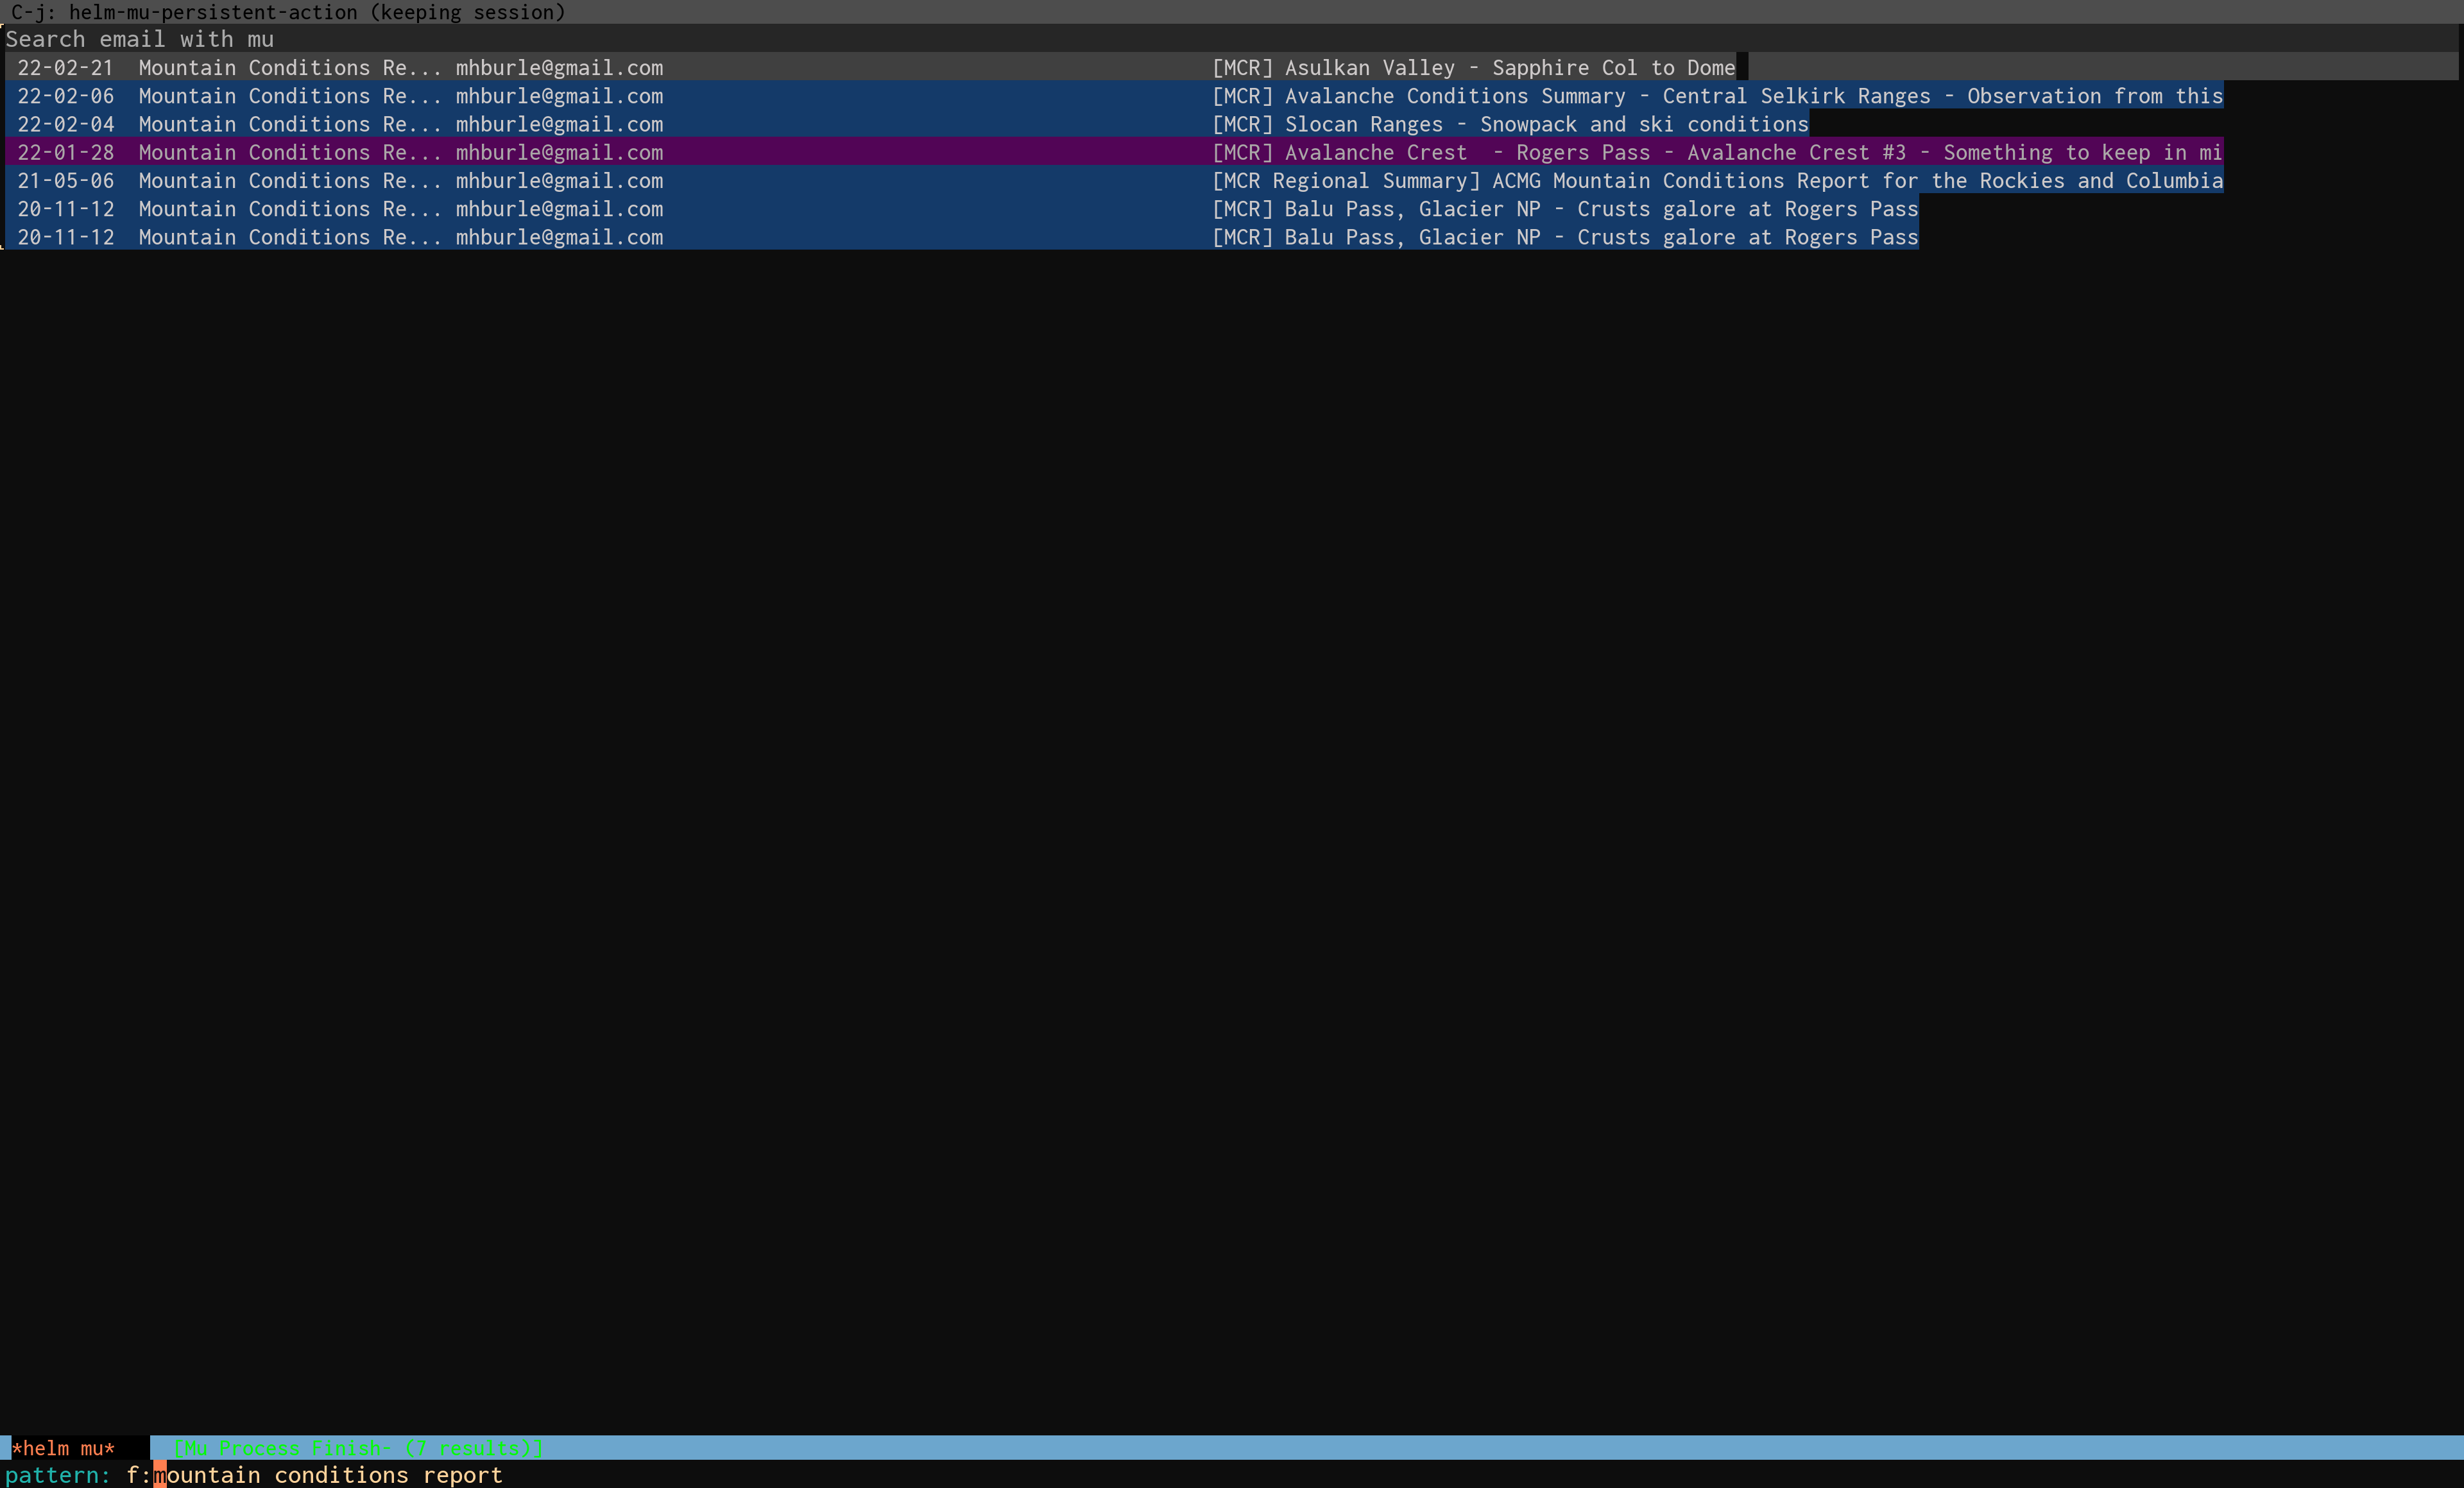 C-j: helm-mu-persistent-action (keeping session)
Search email with mu
22-02-21 Mountain Conditions Re... mhburle@gmail.com [MCR] Asulkan Valley - Sapphire Col to Dome
22-02-06 Mountain Conditions Re... mhburle@gmail.com [MCR] Avalanche Conditions Summary - Central Selkirk Ranges - Observation from this
22-02-04 Mountain Conditions Re... mhburle@gmail.com [MCR] Slocan Ranges - Snowpack and ski conditions
22-01-28 Mountain Conditions Re... mhburle@gmail.com [MCR] Avalanche Crest  - Rogers Pass - Avalanche Crest #3 - Something to keep in mi
21-05-06 Mountain Conditions Re... mhburle@gmail.com [MCR Regional Summary] ACMG Mountain Conditions Report for the Rockies and Columbia
20-11-12 Mountain Conditions Re... mhburle@gmail.com [MCR] Balu Pass, Glacier NP - Crusts galore at Rogers Pass
20-11-12 Mountain Conditions Re... mhburle@gmail.com [MCR] Balu Pass, Glacier NP - Crusts galore at Rogers Pass
*helm mu* [Mu Process Finish- (7 results)]
pattern: f:mountain conditions report